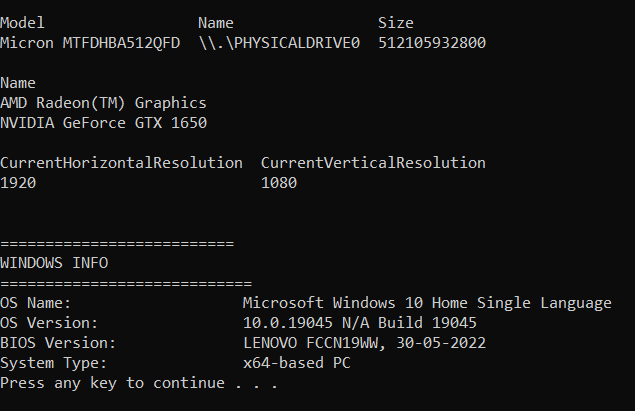 Model Name Size
Micron MTFDHBA512QFD \\.\PHYSICALDRIVE0 512105932800
Name
AMD Radeon(TM) Graphics
NVIDIA GeForce GTX 1650
CurrentHorizontalResolution CurrentVerticalResolution
1920 1080
==========================
WINDOWS INFO
============================
OS Name: Microsoft Windows 10 Home Single Language
OS Version: 10.0.19045 N/A Build 19045
BIOS Version: LENOVO FCCN19WW, 30-05-2022
System Type: x64-based PC
Press any key to continue . . .